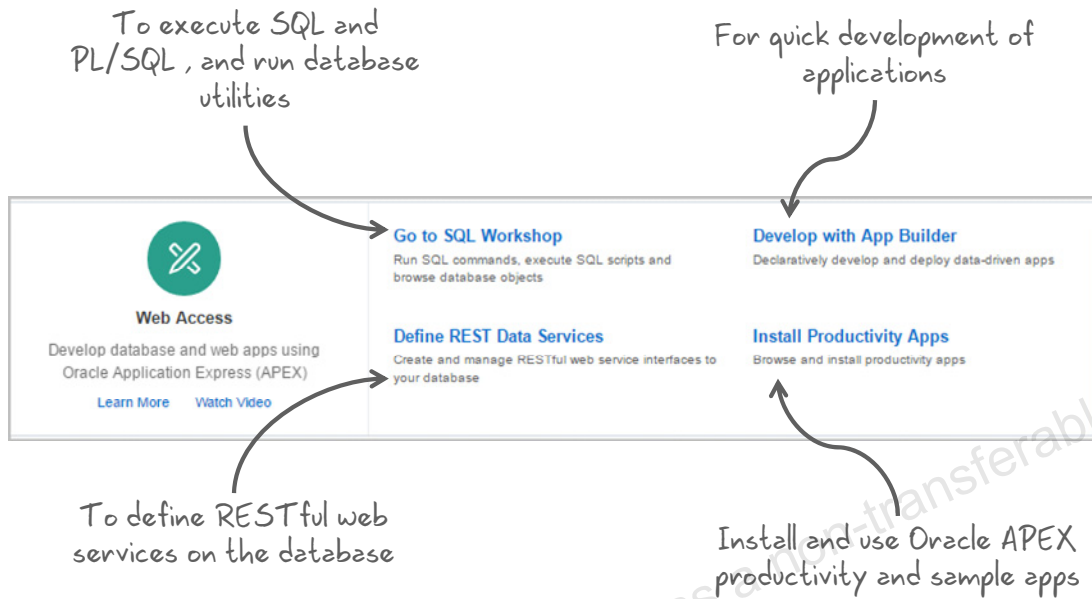 To execute SQL and
PL/SQL , and run database
utilities
For quick development of
applications
Web Access
Develop database and web apps using
Oracle Application Express (APEX)
Learn More Watch Video
Go to SQL Workshop
Run SQL commands, execute SQL scripts and
browse database objects
Develop with App Builder
Declaratively develop and deploy data-driven apps
Define REST Data Services
Create and manage RESTful web service interfaces to
your database
Install Productivity Apps
Browse and install productivity apps
To define RESTful web
services on the database
Install and use Oracle APEX
productivity and sample apps
a non-transferabl